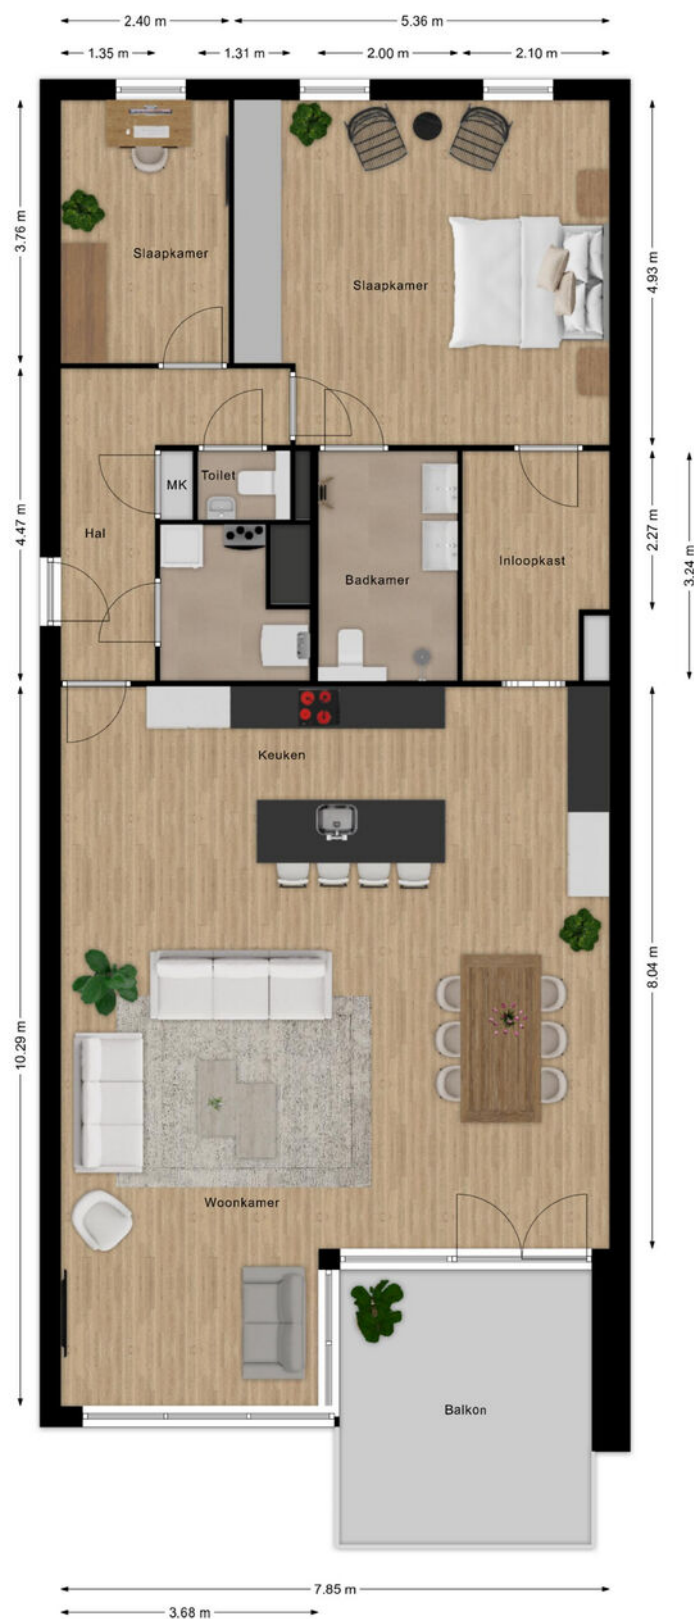 2.40 m
5.36 m
1.35 m
1.31 m
2.00 m
2.10 m
3.76 m
Slaapkamer
Slaapkamer
4.93 m
4.47 m
MK
Toilet
Hal
Badkamer
Inloopkast
2.27 m
3.24 m
Keuken
10.29 m
8.04 m
Woonkamer
Balkon
7.85 m
3.68 m